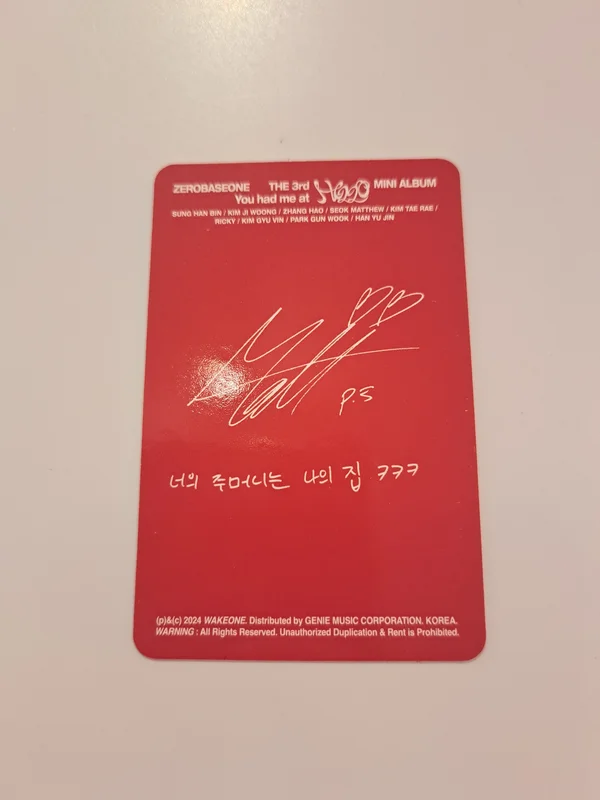 ZEROBASEONE THE 3rd Hello MINI ALBUM
You had me at
SUNG HAN BIN / KIM JI WOONG / ZHANG HAO / SEOK MATTHEW / KIM TAE RAE /
RICKY / KIM GYU VIN / PARK GUN WOOK / HAN YU JIN
Matt
p.s
너의 주머니는 나의 집 ㅋㅋㅋ
(p)&(c) 2024 WAKEONE. Distributed by GENIE MUSIC CORPORATION. KOREA.
WARNING : All Rights Reserved. Unauthorized Duplication & Rent is Prohibited.